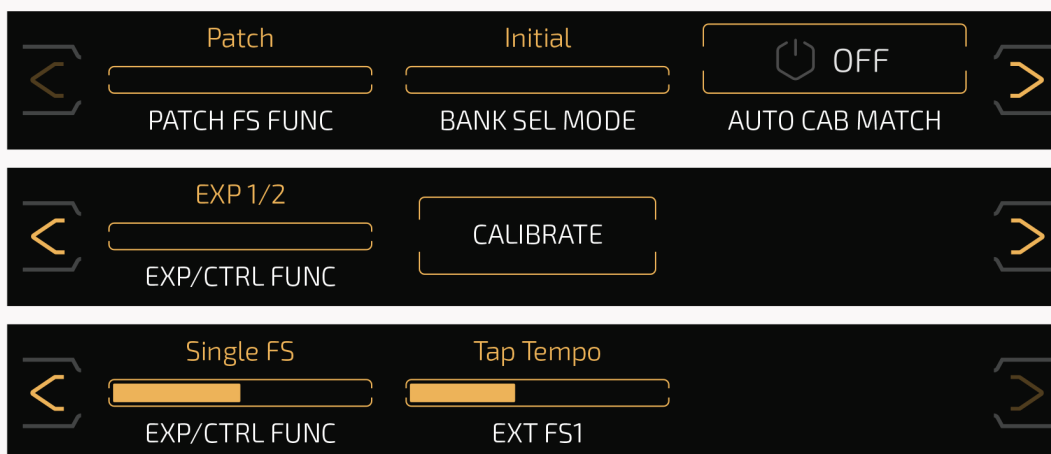 Patch Initial
OFF
PATCH FS FUNC BANK SEL MODE AUTO CAB MATCH
EXP 1/2
CALIBRATE
EXP/CTRL FUNC
Single FS Tap Tempo
EXP/CTRL FUNC EXT FS1